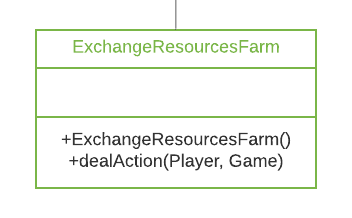 ExchangeResourcesFarm
+ExchangeResourcesFarm()
+dealAction(Player, Game)